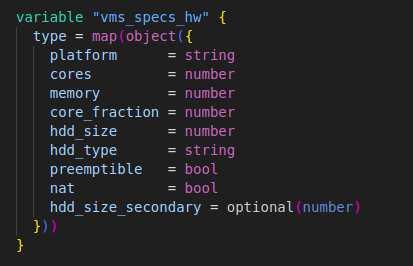 variable "vms_specs_hw" {
  type = map(object({
    platform      = string
    cores         = number
    memory        = number
    core_fraction = number
    hdd_size      = number
    hdd_type      = string
    preemptible   = bool
    nat           = bool
    hdd_size_secondary = optional(number)
  }))
}